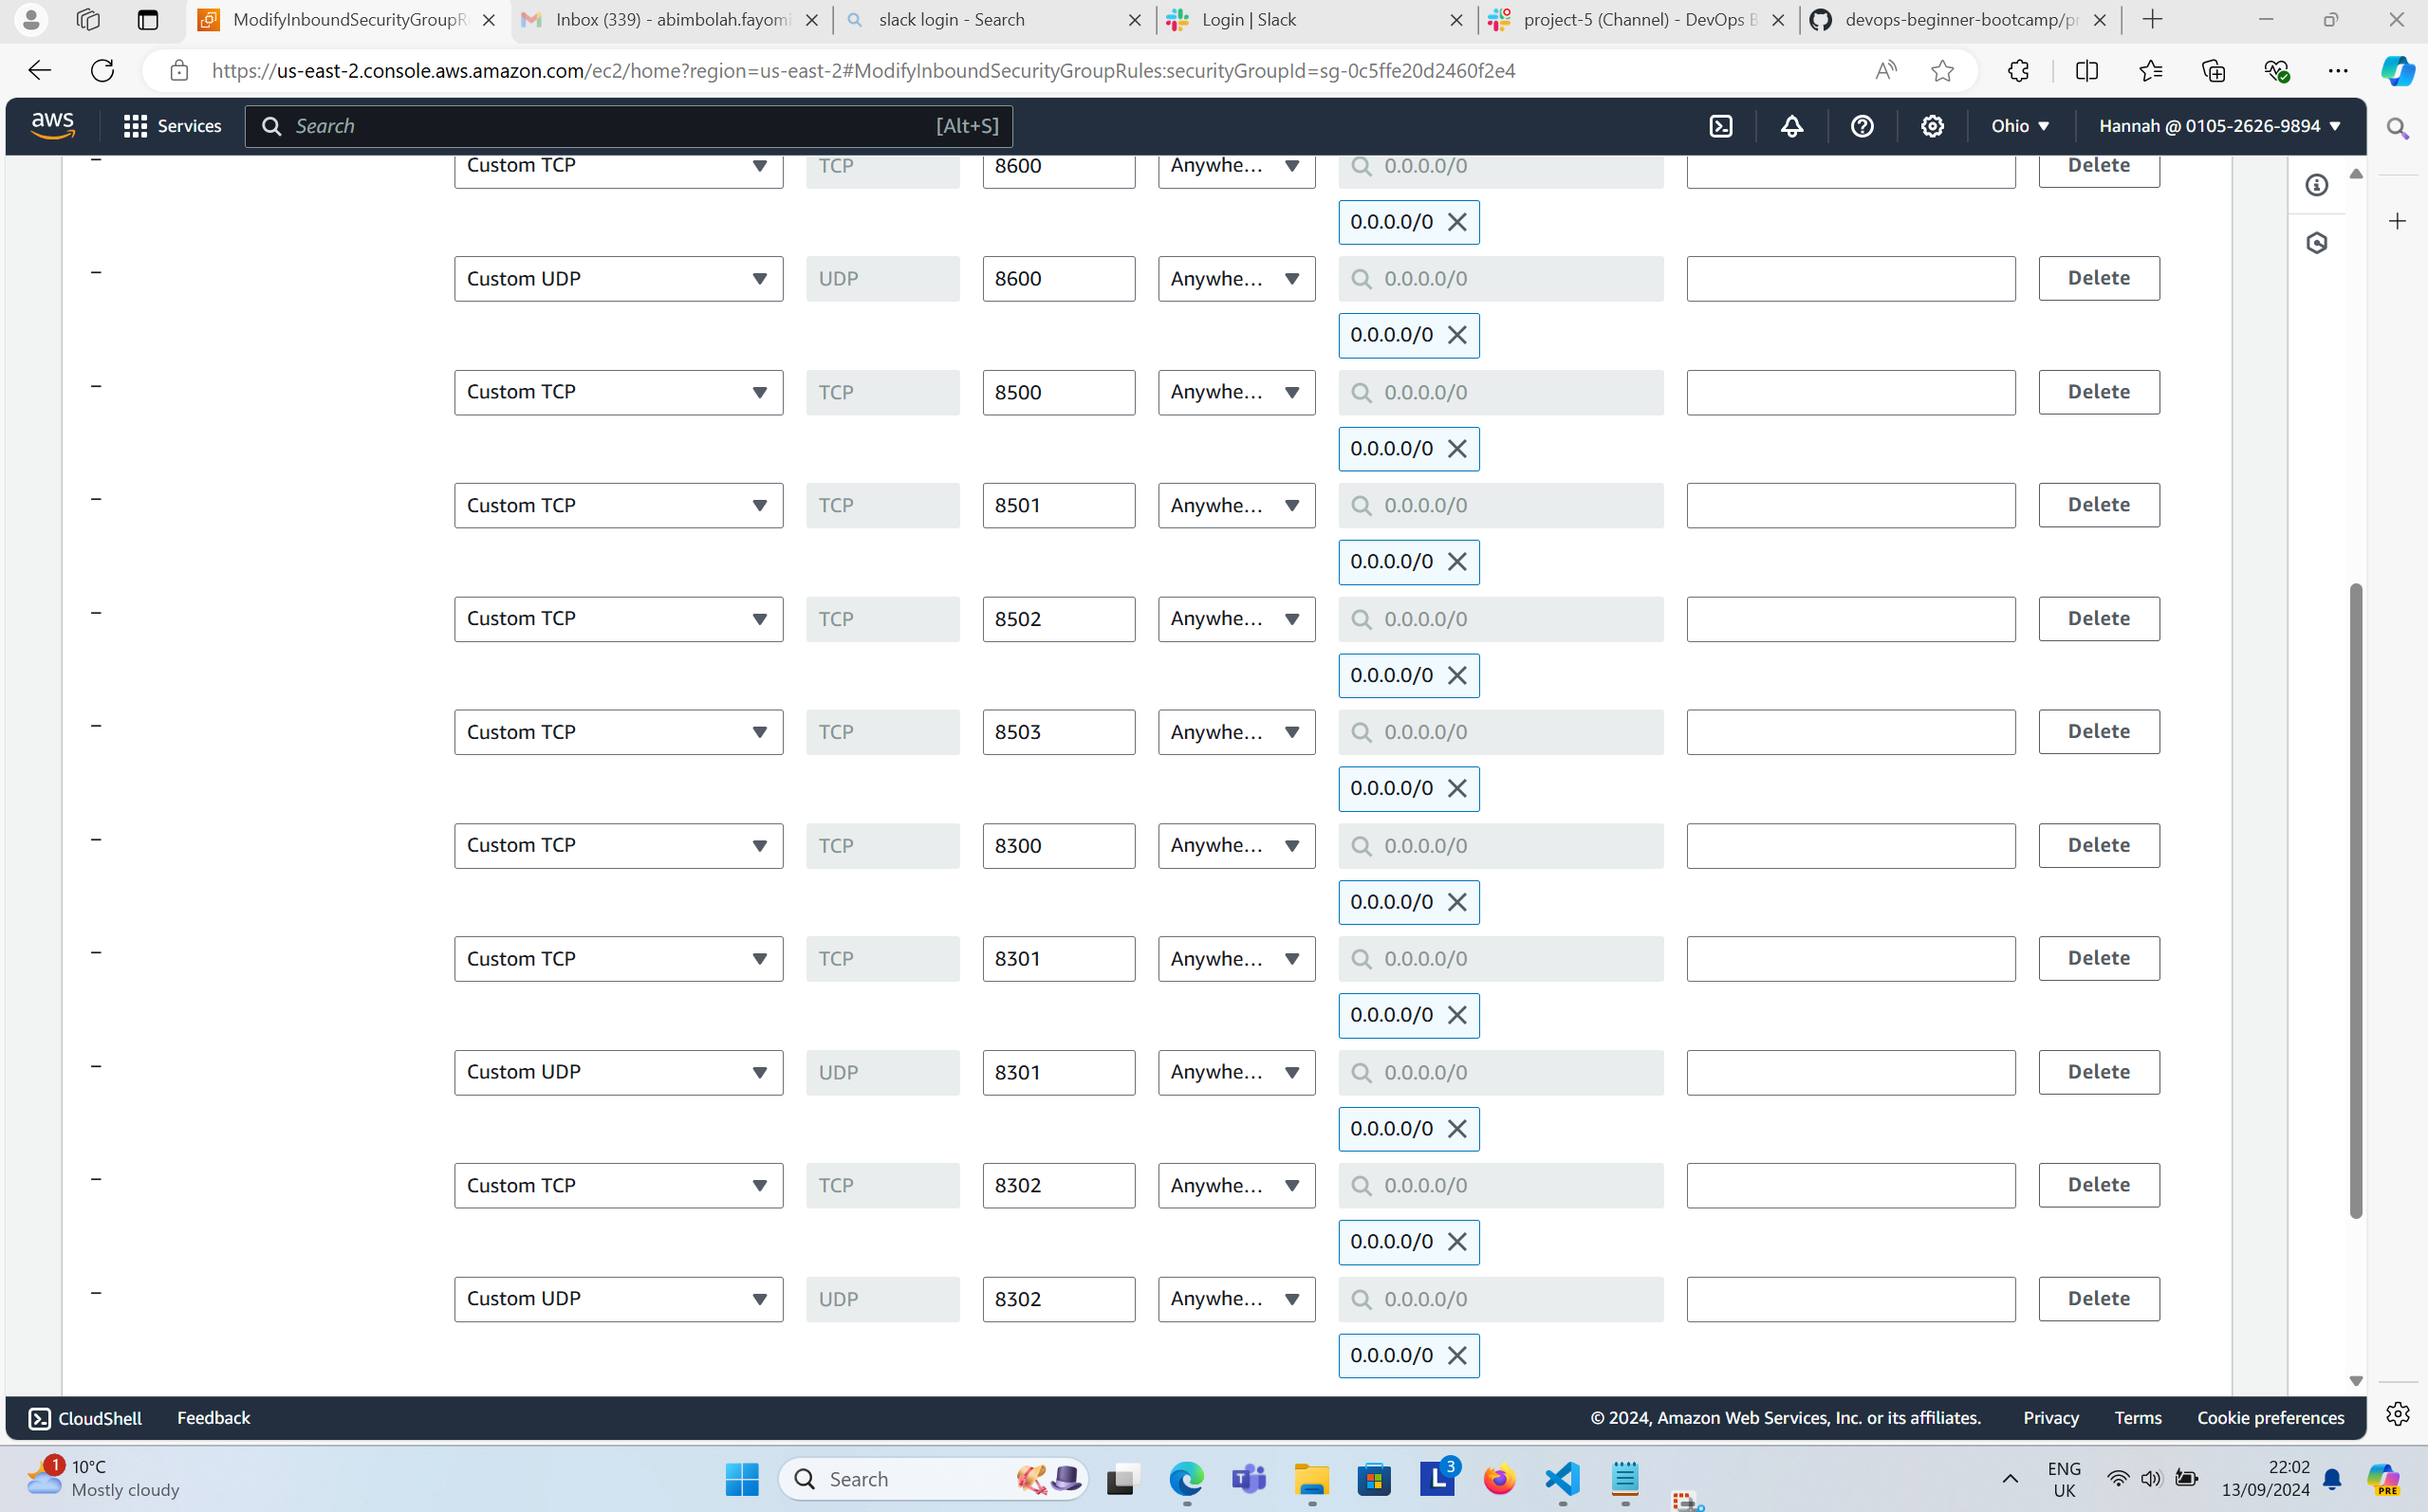 ModifyInboundSecurityGroupR
Inbox (339) - abimbolah.fayomi
slack login - Search
Login | Slack
project-5 (Channel) - DevOps B
devops-beginner-bootcamp/pr
https://us-east-2.console.aws.amazon.com/ec2/home?region=us-east-2#ModifyInboundSecurityGroupRules:securityGroupId=sg-0c5ffe20d2460f2e4
aws Services Search [Alt+S] Ohio Hannah @ 0105-2626-9894
– Custom TCP TCP 8600 Anywhe... 0.0.0.0/0 Delete
0.0.0.0/0
– Custom UDP UDP 8600 Anywhe... 0.0.0.0/0 Delete
0.0.0.0/0
– Custom TCP TCP 8500 Anywhe... 0.0.0.0/0 Delete
0.0.0.0/0
– Custom TCP TCP 8501 Anywhe... 0.0.0.0/0 Delete
0.0.0.0/0
– Custom TCP TCP 8502 Anywhe... 0.0.0.0/0 Delete
0.0.0.0/0
– Custom TCP TCP 8503 Anywhe... 0.0.0.0/0 Delete
0.0.0.0/0
– Custom TCP TCP 8300 Anywhe... 0.0.0.0/0 Delete
0.0.0.0/0
– Custom TCP TCP 8301 Anywhe... 0.0.0.0/0 Delete
0.0.0.0/0
– Custom UDP UDP 8301 Anywhe... 0.0.0.0/0 Delete
0.0.0.0/0
– Custom TCP TCP 8302 Anywhe... 0.0.0.0/0 Delete
0.0.0.0/0
– Custom UDP UDP 8302 Anywhe... 0.0.0.0/0 Delete
0.0.0.0/0
CloudShell Feedback © 2024, Amazon Web Services, Inc. or its affiliates. Privacy Terms Cookie preferences
1
10°C
Mostly cloudy
Search
L
3
ENG
UK
22:02
13/09/2024
PRE